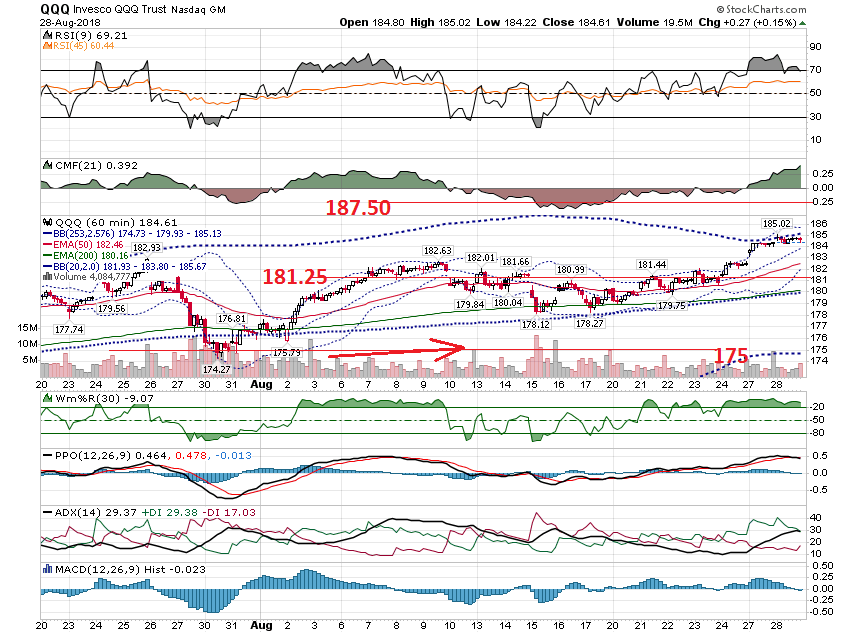 QQQ Invesco QQQ Trust Nasdaq GM © StockCharts.com
28-Aug-2018 Open 184.80 High 185.02 Low 184.22 Close 184.61 Volume 19.5M Chg +0.27 (+0.15%)
RSI(9) 69.21
RSI(45) 60.44
90
70
50
30
10
CMF(21) 0.392
0.25
0.00
-0.25
187.50
QQQ (60 min) 184.61
BB(253,2.576) 174.73 - 179.93 - 185.13
EMA(50) 182.46
EMA(200) 180.16
BB(20,2.0) 181.93 - 183.80 - 185.67
Volume 4,084,777
182.93
181.25
182.63
182.01
181.66
180.99
181.44
185.02
177.74
179.56
176.81
174.27
175.79
179.84
180.04
178.12
178.27
179.75
175
186
185
184
183
182
181
180
179
178
177
176
175
174
15M
10M
5M
20 23 24 25 26 27 30 31 Aug 2 3 6 7 8 9 10 13 14 15 16 17 20 21 22 23 24 27 28
Wm%R(30) -9.07
-20
-50
-80
PPO(12,26,9) 0.464, 0.478, -0.013
0.5
0.0
-0.5
ADX(14) 29.37 +DI 29.38 -DI 17.03
40
30
20
10
MACD(12,26,9) Hist -0.023
0.50
0.25
0.00
-0.25
-0.50
20 23 24 25 26 27 30 31 Aug 2 3 6 7 8 9 10 13 14 15 16 17 20 21 22 23 24 27 28